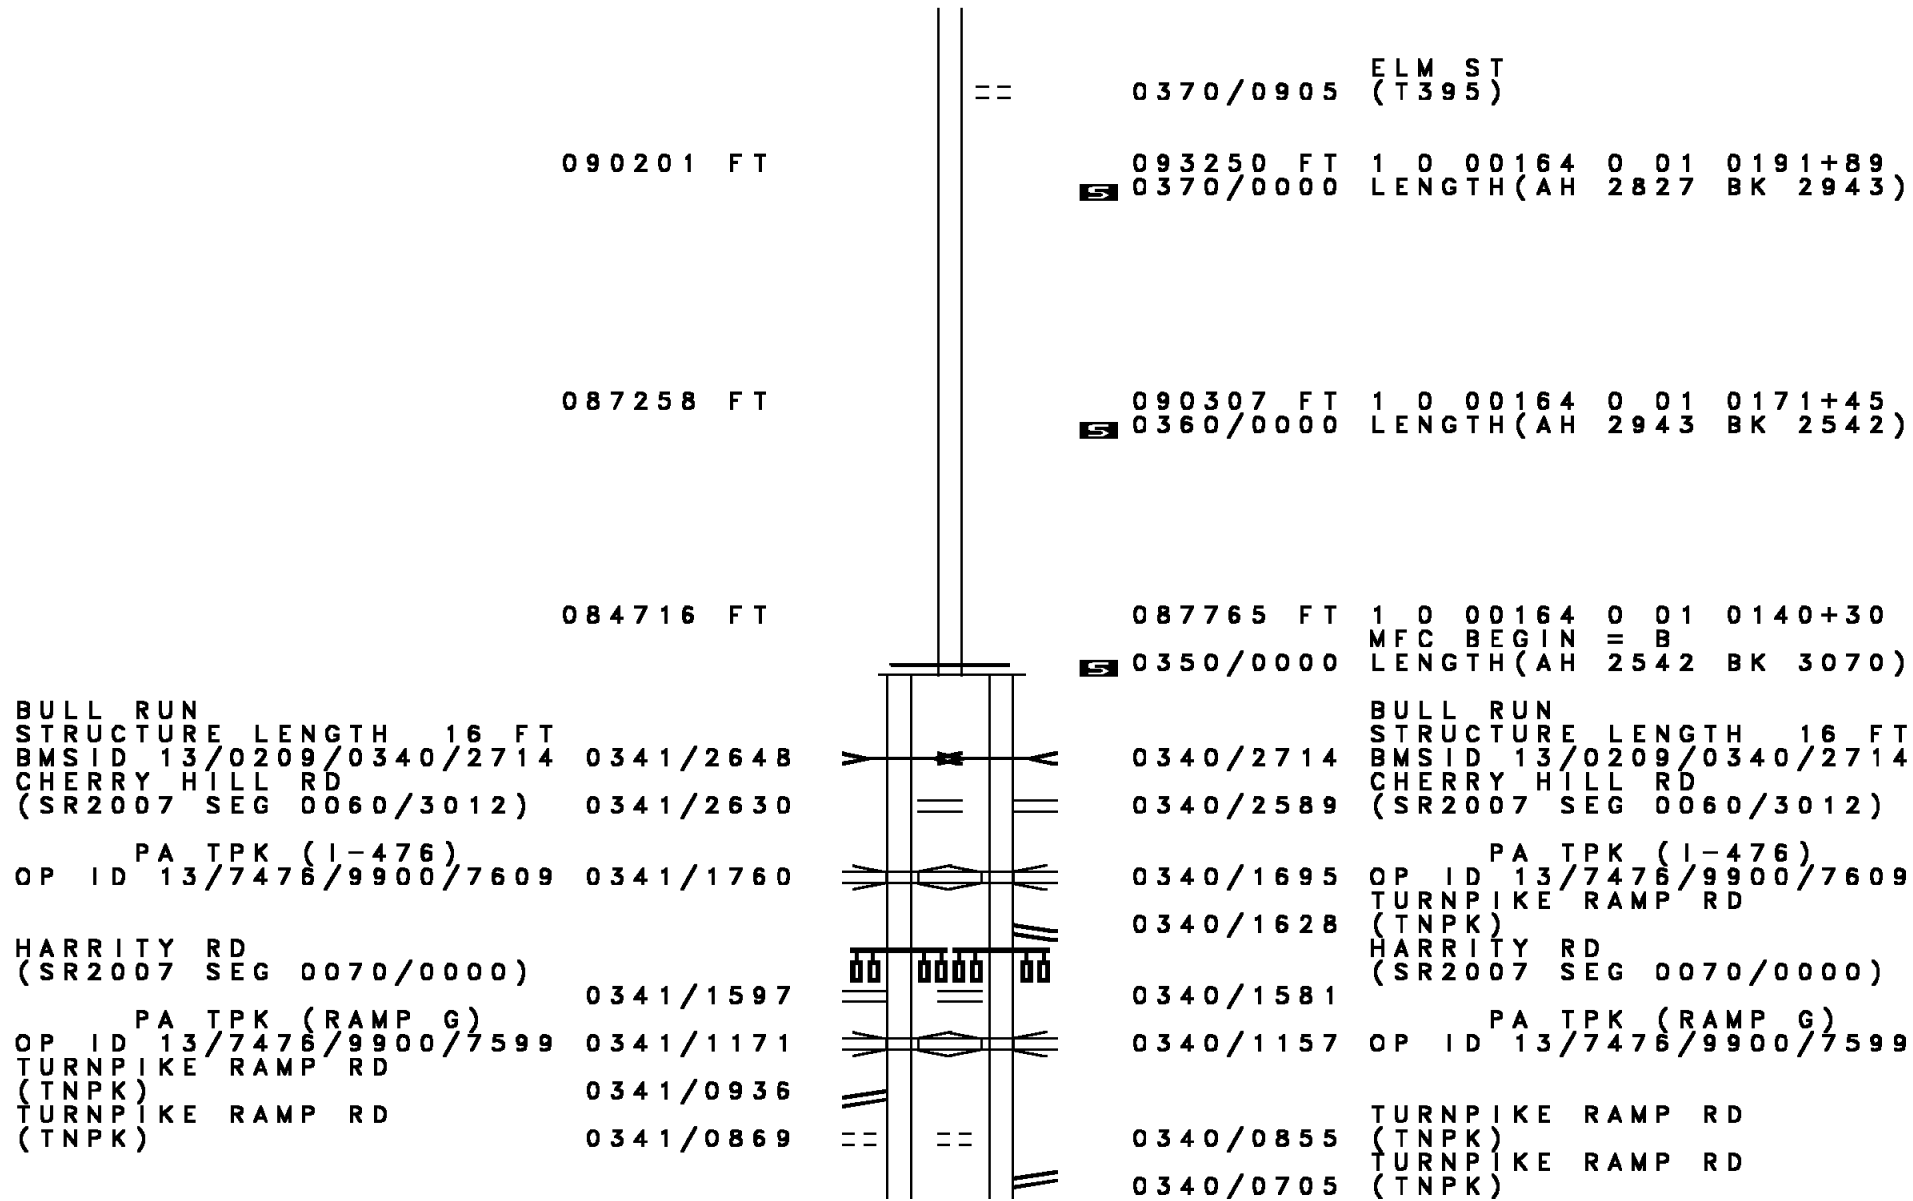 ELM ST
0370/0905 (T395)
090201 FT 093250 FT 1 0 00164 0 01 0191+89
S 0370/0000 LENGTH(AH 2827 BK 2943)
087258 FT 090307 FT 1 0 00164 0 01 0171+45
S 0360/0000 LENGTH(AH 2943 BK 2542)
084716 FT 087765 FT 1 0 00164 0 01 0140+30
MFC BEGIN = B
S 0350/0000 LENGTH(AH 2542 BK 3070)
BULL RUN BULL RUN
STRUCTURE LENGTH 16 FT STRUCTURE LENGTH 16 FT
BMSID 13/0209/0340/2714 0341/2648 0340/2714 BMSID 13/0209/0340/2714
CHERRY HILL RD CHERRY HILL RD
(SR2007 SEG 0060/3012) 0341/2630 0340/2589 (SR2007 SEG 0060/3012)
PA TPK (I-476) PA TPK (I-476)
OP ID 13/7476/9900/7609 0341/1760 0340/1695 OP ID 13/7476/9900/7609
TURNPIKE RAMP RD
0340/1628 (TNPK)
HARRITY RD HARRITY RD
(SR2007 SEG 0070/0000) (SR2007 SEG 0070/0000)
0341/1597 0340/1581
PA TPK (RAMP G) PA TPK (RAMP G)
OP ID 13/7476/9900/7599 0341/1171 0340/1157 OP ID 13/7476/9900/7599
TURNPIKE RAMP RD
(TNPK) 0341/0936
TURNPIKE RAMP RD TURNPIKE RAMP RD
(TNPK) 0341/0869 0340/0855 (TNPK)
TURNPIKE RAMP RD
0340/0705 (TNPK)